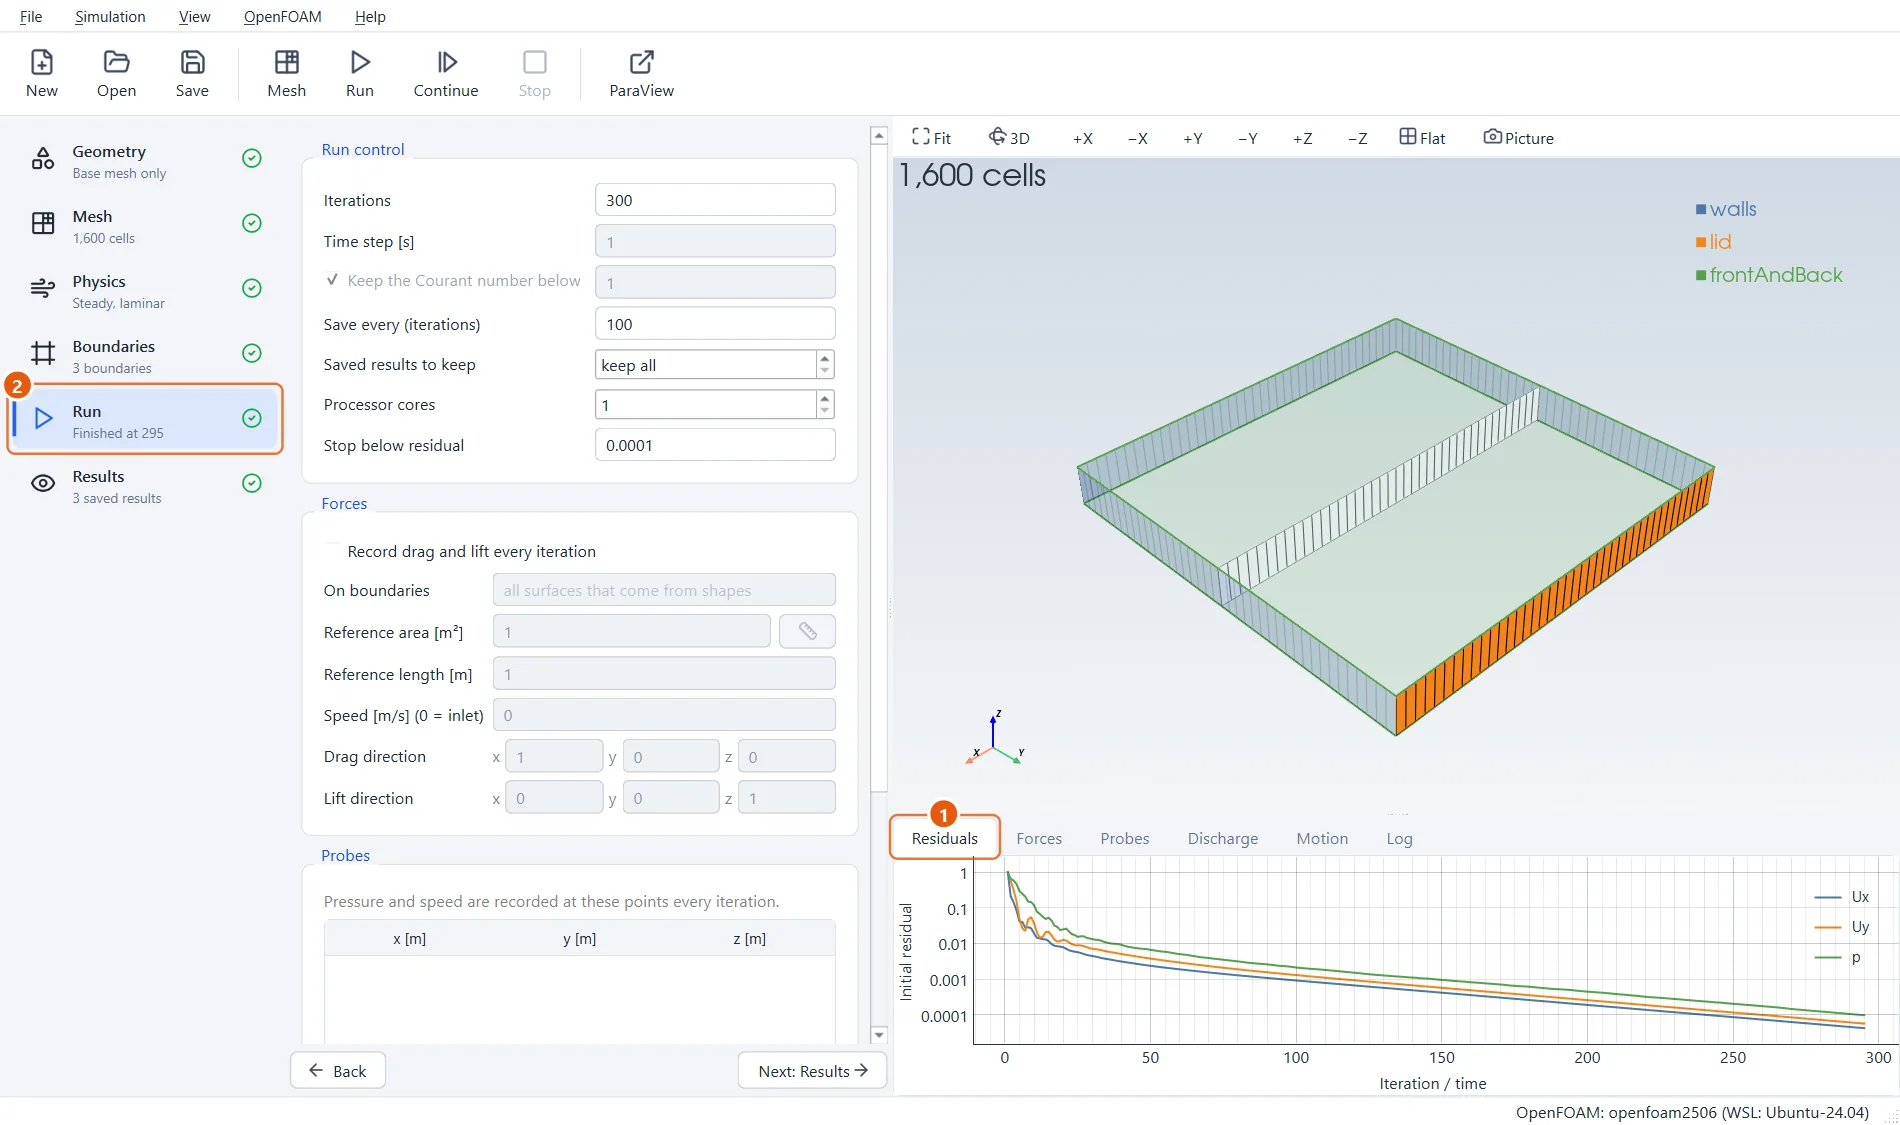 File Simulation View OpenFOAM Help
New Open Save Mesh Run Continue Stop ParaView
Geometry
Base mesh only
Mesh
1,600 cells
Physics
Steady, laminar
Boundaries
3 boundaries
2
Run
Finished at 295
Results
3 saved results
Run control
Iterations 300
Time step [s] 1
Keep the Courant number below 1
Save every (iterations) 100
Saved results to keep keep all
Processor cores 1
Stop below residual 0.0001
Forces
Record drag and lift every iteration
On boundaries all surfaces that come from shapes
Reference area [m²] 1
Reference length [m] 1
Speed [m/s] (0 = inlet) 0
Drag direction x 1 y 0 z 0
Lift direction x 0 y 0 z 1
Probes
Pressure and speed are recorded at these points every iteration.
x [m] y [m] z [m]
Back Next: Results
Fit 3D +X −X +Y −Y +Z −Z Flat Picture
1,600 cells
walls
lid
frontAndBack
z
x
Y
1
Residuals Forces Probes Discharge Motion Log
Initial residual
1
0.1
0.01
0.001
0.0001
Ux
Uy
p
0 50 100 150 200 250 300
Iteration / time
OpenFOAM: openfoam2506 (WSL: Ubuntu-24.04)